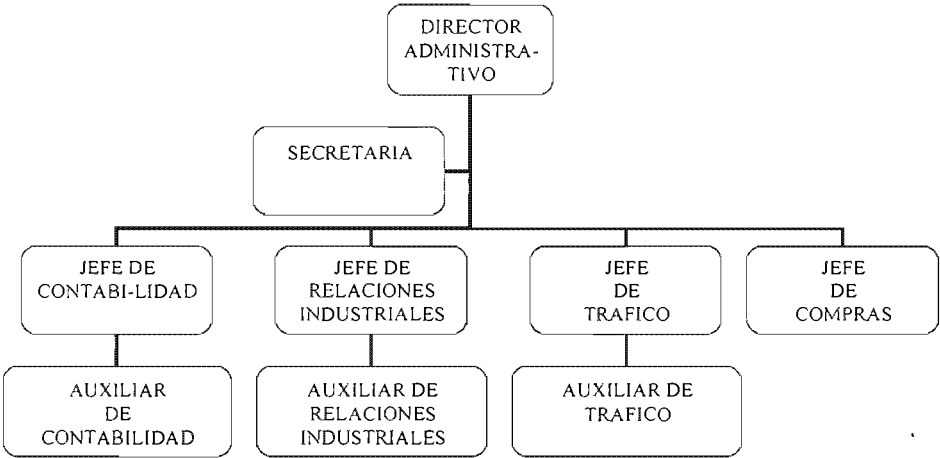 DIRECTOR
ADMINISTRA-
TIVO
SECRETARIA
JEFE DE
CONTABI-LIDAD
JEFE DE
RELACIONES
INDUSTRIALES
JEFE
DE
TRAFICO
JEFE
DE
COMPRAS
AUXILIAR
DE
CONTABILIDAD
AUXILIAR DE
RELACIONES
INDUSTRIALES
AUXILIAR DE
TRAFICO